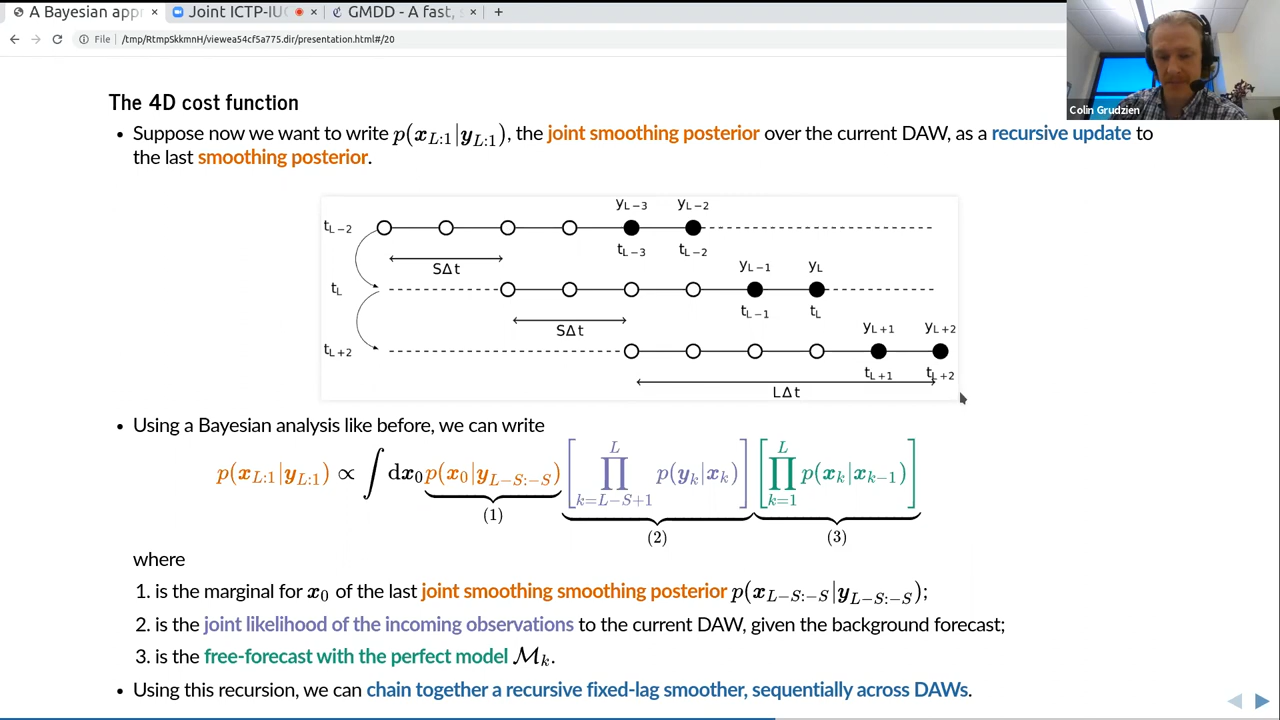 A Bayesian app
Joint ICTP-IU
GMDD - A fast,
File
/tmp/RtmpSkkmnH/viewea54cf5a775.dir/presentation.html#/20
Colin Grudzien
The 4D cost function
• Suppose now we want to write p(x_{L:1}|y_{L:1}), the joint smoothing posterior over the current DAW, as a recursive update to
the last smoothing posterior.
y_{L−3} y_{L−2}
t_{L−2}
t_{L−3} t_{L−2}
SΔt
y_{L−1} y_L
t_L
t_{L−1} t_L
SΔt
y_{L+1} y_{L+2}
t_{L+2}
t_{L+1} t_{L+2}
LΔt
• Using a Bayesian analysis like before, we can write
p(x_{L:1}|y_{L:1}) ∝ ∫ dx_0 p(x_0|y_{L−S:−S}) [∏_{k=L−S+1}^{L} p(y_k|x_k)] [∏_{k=1}^{L} p(x_k|x_{k−1})]
(1) (2) (3)
where
1. is the marginal for x_0 of the last joint smoothing smoothing posterior p(x_{L−S:−S}|y_{L−S:−S});
2. is the joint likelihood of the incoming observations to the current DAW, given the background forecast;
3. is the free-forecast with the perfect model M_k.
• Using this recursion, we can chain together a recursive fixed-lag smoother, sequentially across DAWs.